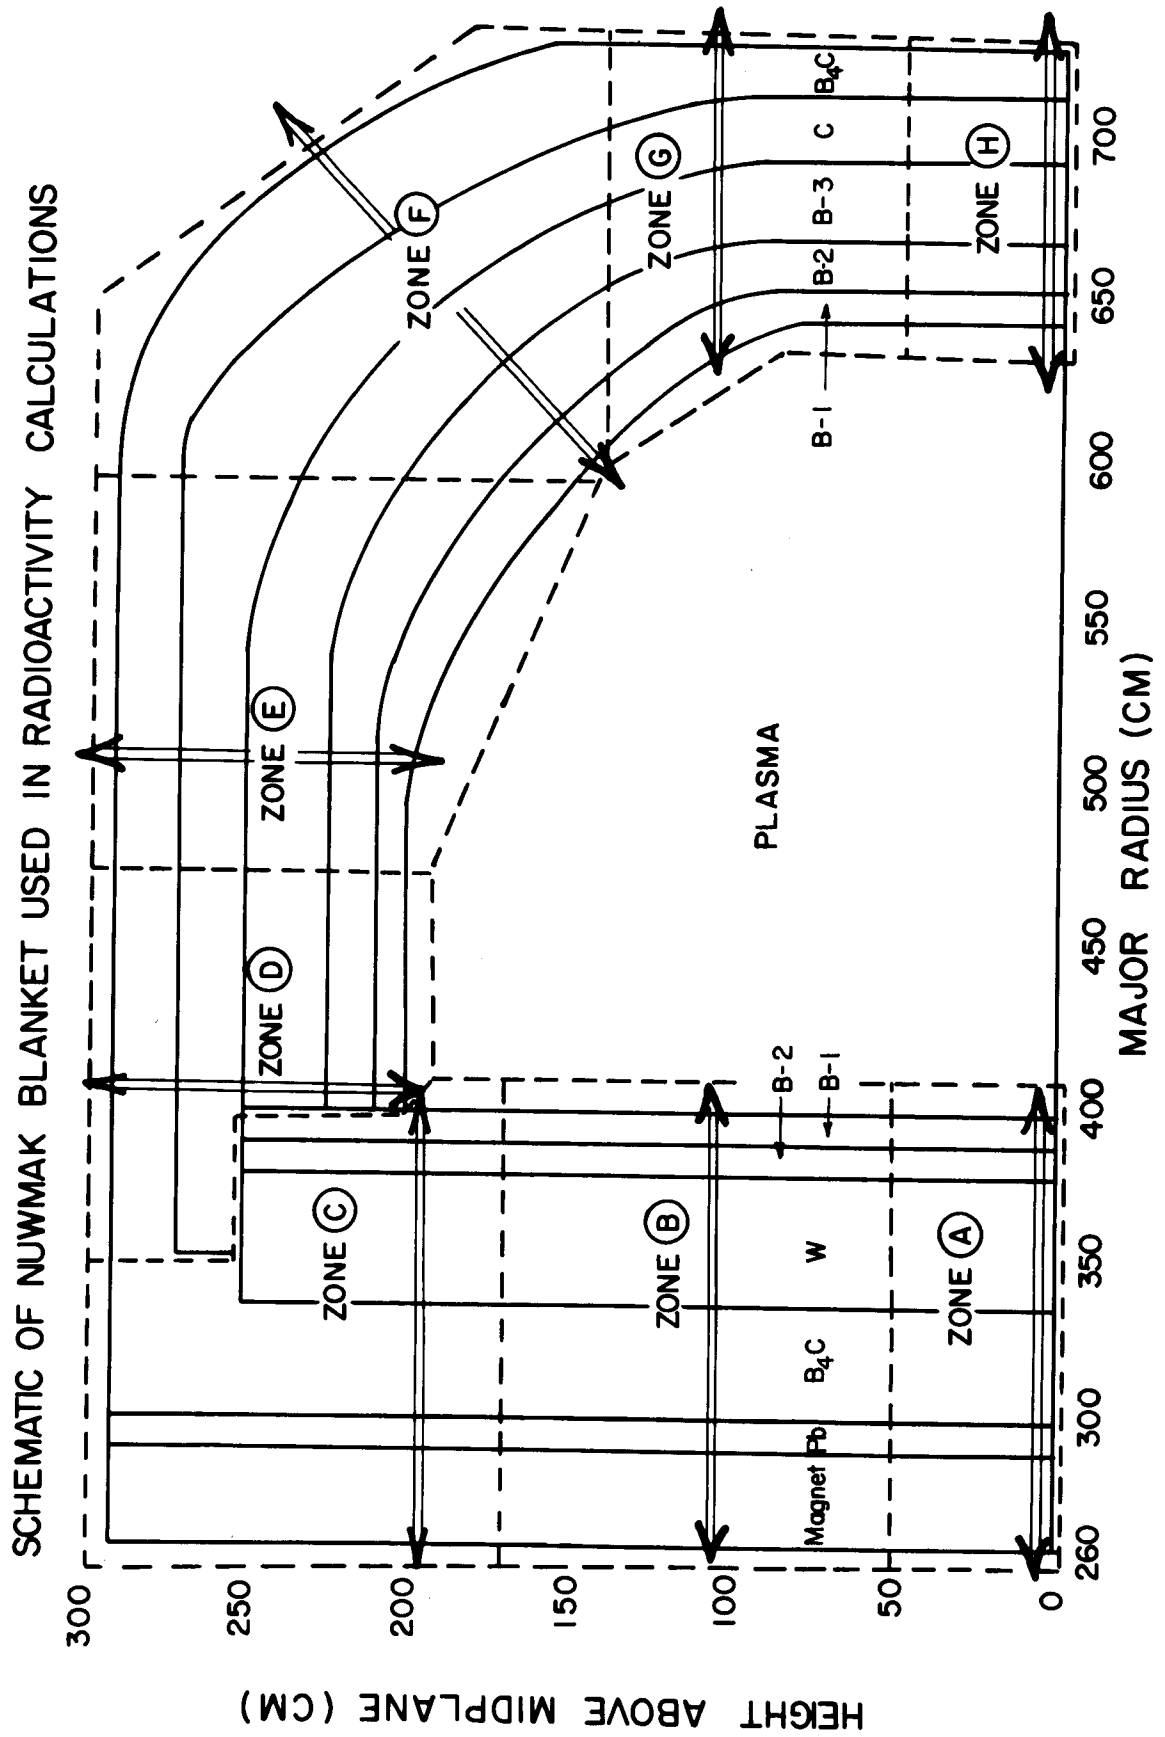 SCHEMATIC OF NUWMAK BLANKET USED IN RADIOACTIVITY CALCULATIONS
HEIGHT ABOVE MIDPLANE (CM)
300
250
200
150
100
50
0
ZONE C
ZONE B
ZONE A
ZONE D
ZONE E
ZONE F
ZONE G
ZONE H
Magnet
Pb
B4C
W
B-2
B-1
PLASMA
B-1
B-2
B-3
C
B4C
260
300
350
400
450
500
550
600
650
700
MAJOR RADIUS (CM)